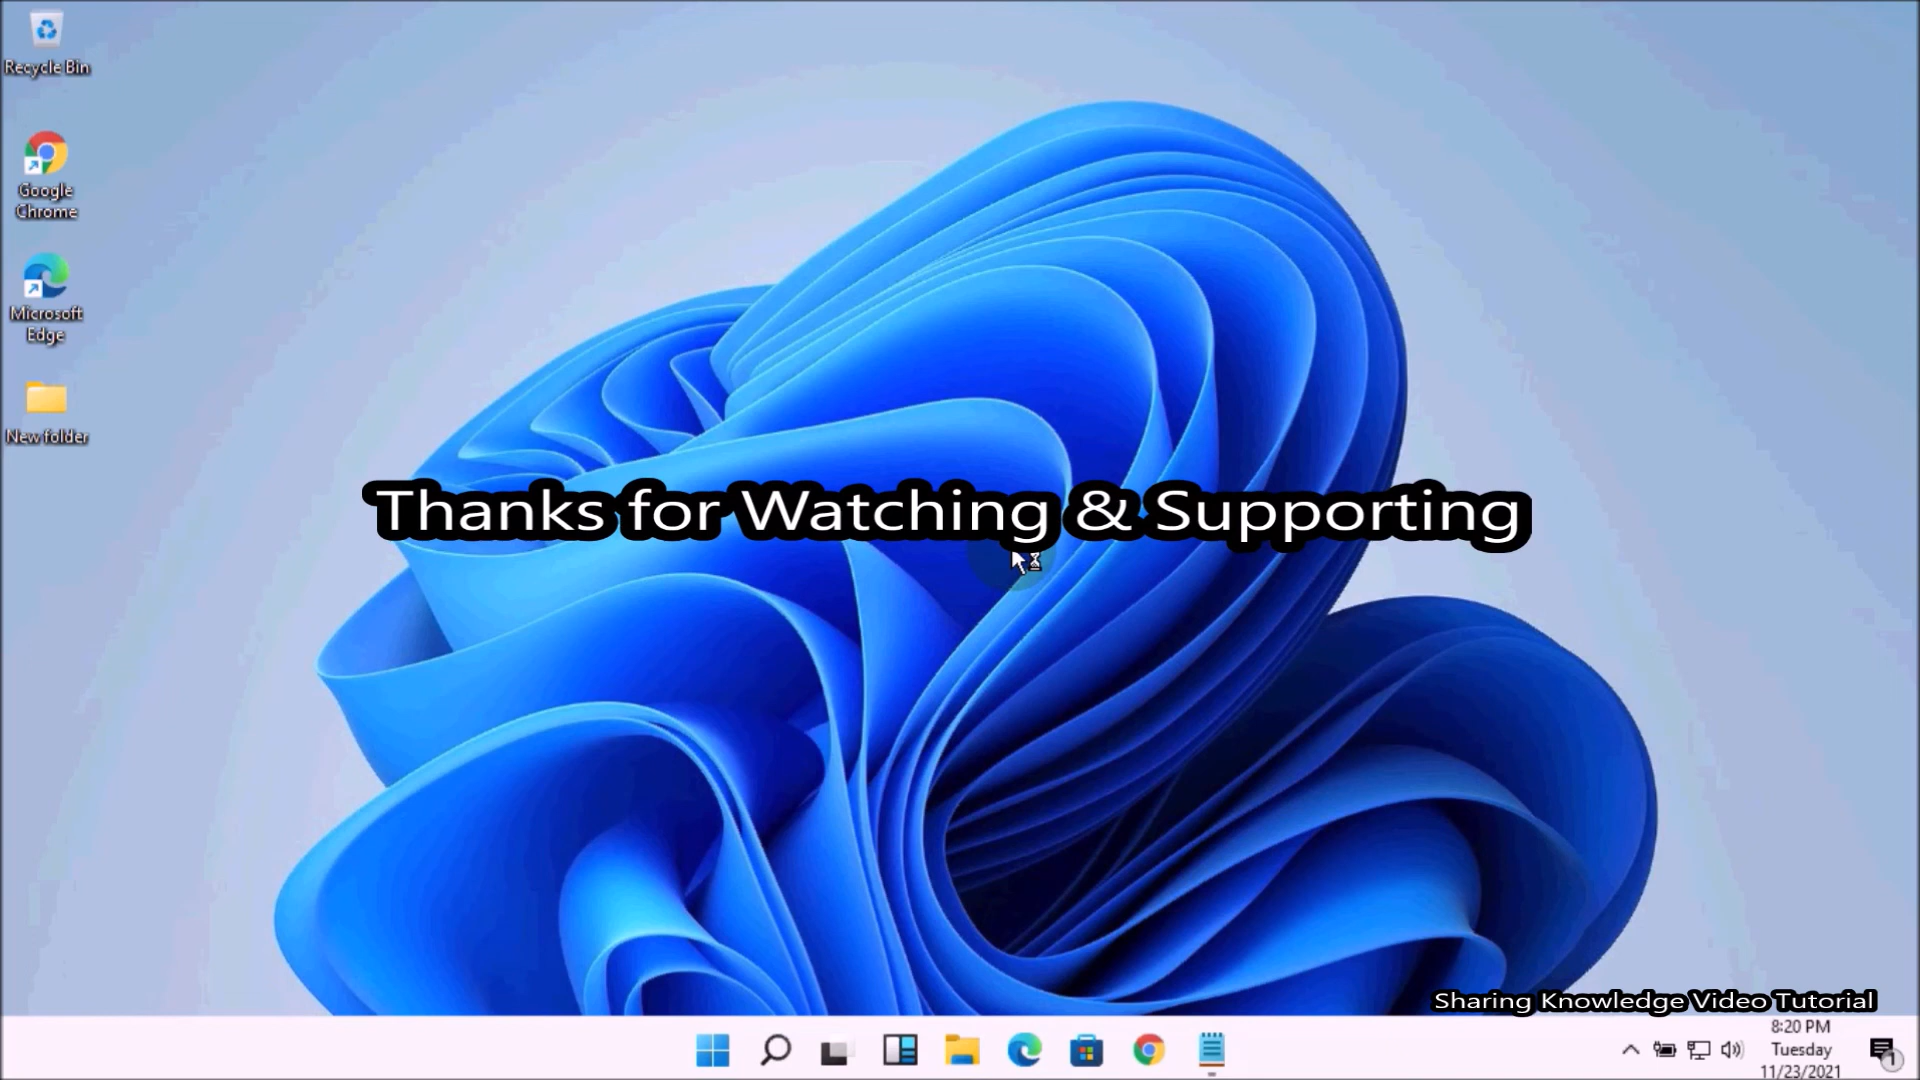 Recycle Bin
Google
Chrome
Microsoft
Edge
New folder
Thanks for Watching & Supporting
Sharing Knowledge Video Tutorial
8:20 PM
Tuesday
11/23/2021
1